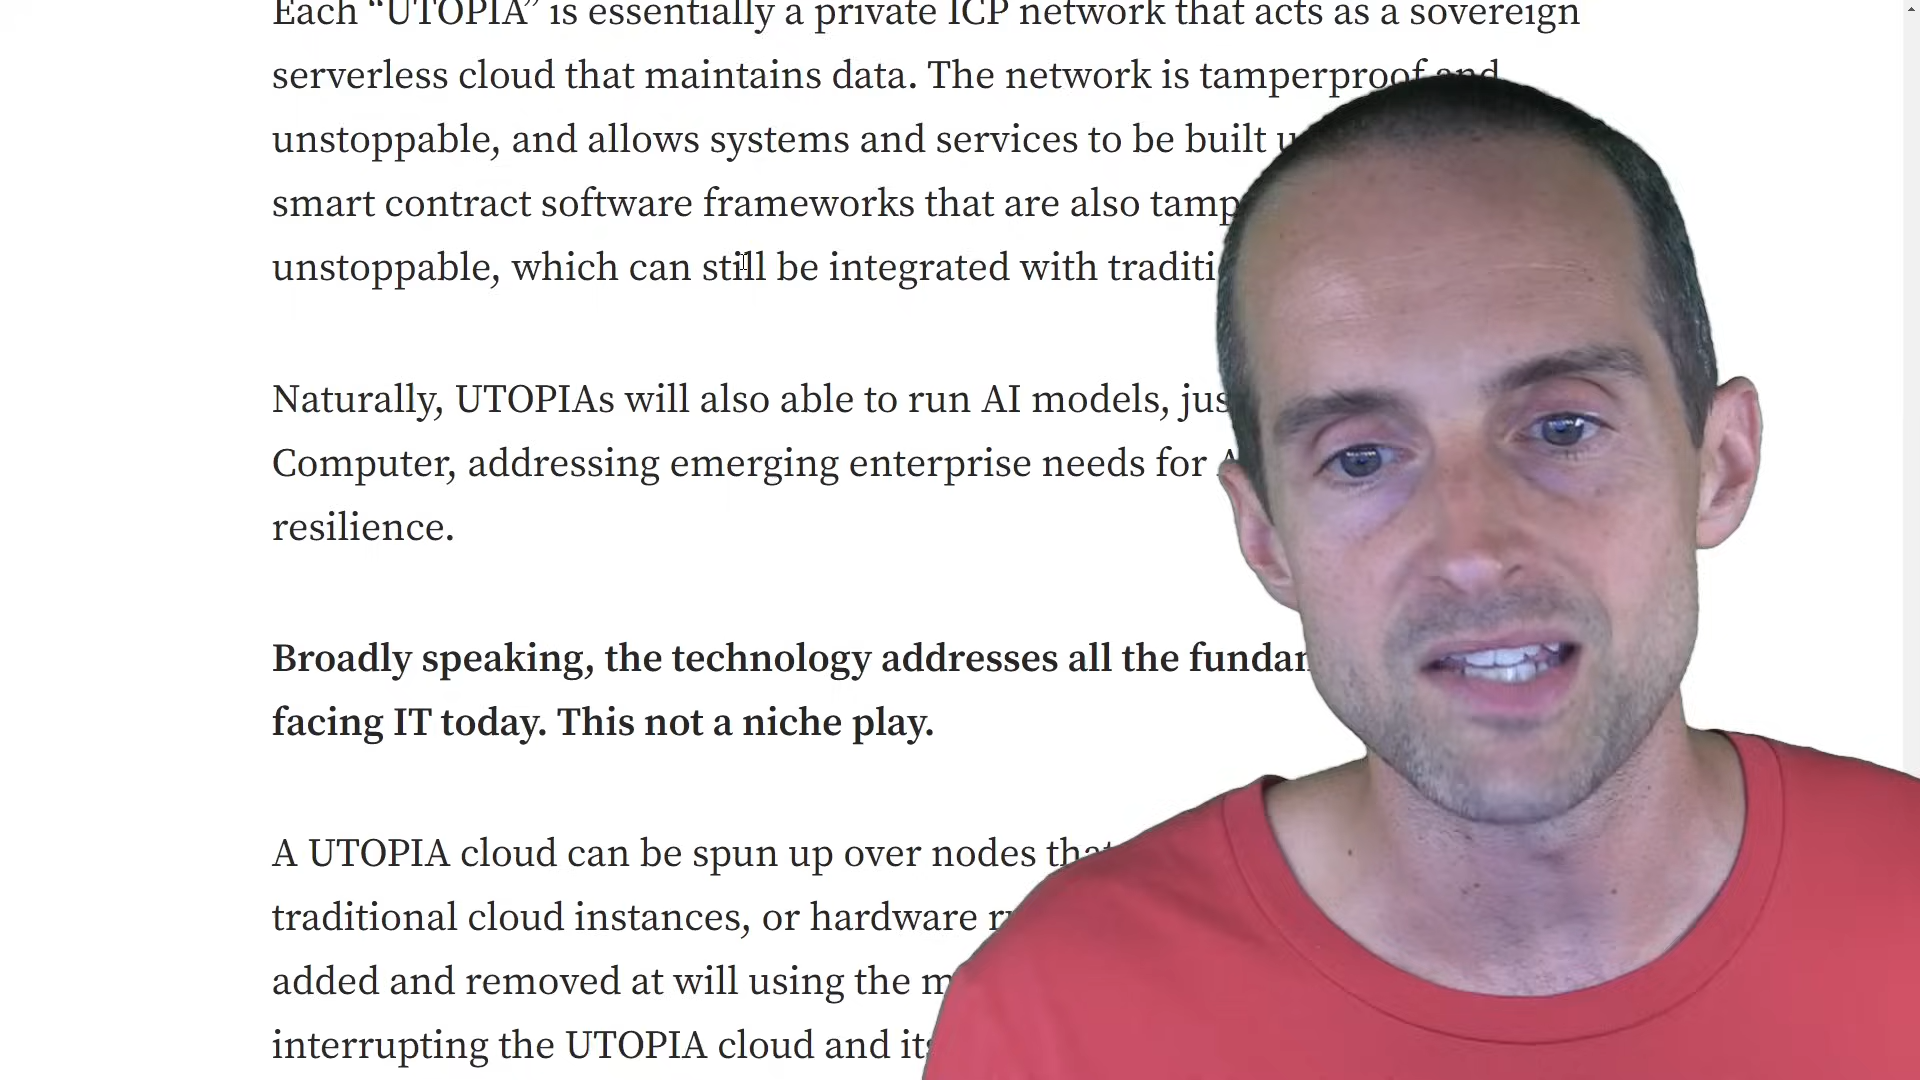 Each “UTOPIA” is essentially a private ICP network that acts as a sovereign
serverless cloud that maintains data. The network is tamperproof and
unstoppable, and allows systems and services to be built
smart contract software frameworks that are also
unstoppable, which can still be integrated with
Naturally, UTOPIAs will also able to run AI models,
Computer, addressing emerging enterprise needs for
resilience.
Broadly speaking, the technology addresses all the
facing IT today. This not a niche play.
A UTOPIA cloud can be spun up over nodes that
traditional cloud instances, or hardware
added and removed at will using the
interrupting the UTOPIA cloud and